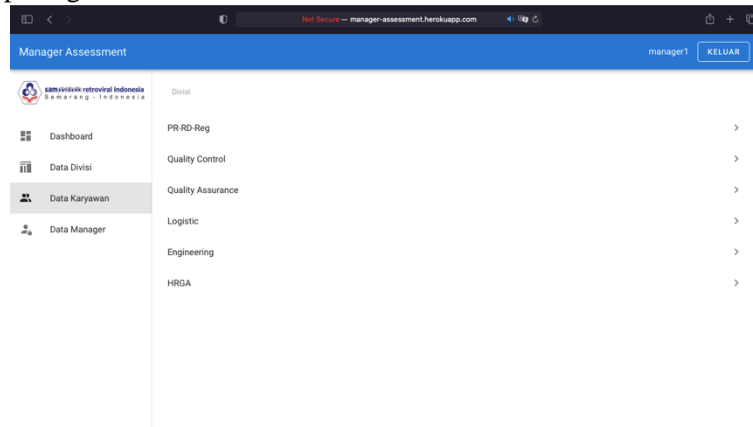 Not Secure — manager-assessment.herokuapp.com
Manager Assessment
manager1
KELUAR
retroviral indonesia
Semarang - Indonesia
Divisi
Dashboard
Data Divisi
Data Karyawan
Data Manager
PR-RD-Reg
Quality Control
Quality Assurance
Logistic
Engineering
HRGA